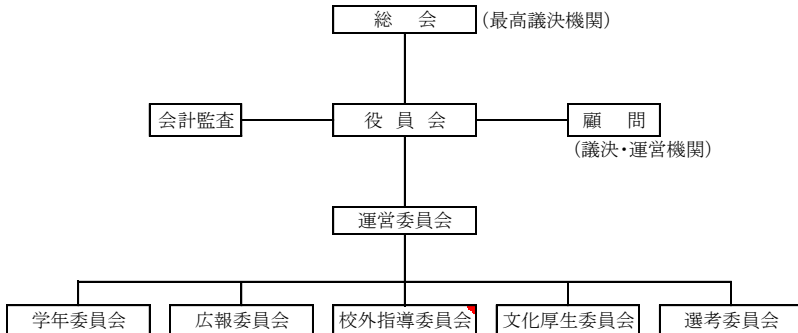 総　会 (最高議決機関)
会計監査 役 員 会 顧　問
(議決・運営機関)
運営委員会
学年委員会 広報委員会 校外指導委員会 文化厚生委員会 選考委員会